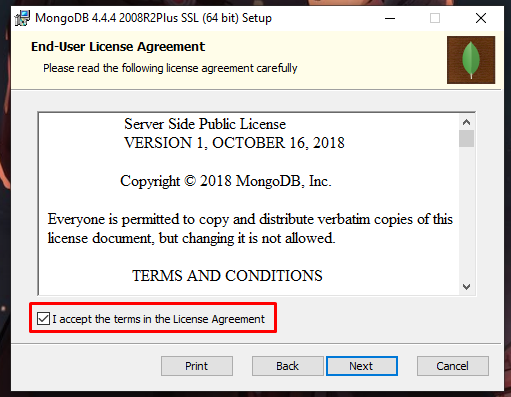 MongoDB 4.4.4 2008R2Plus SSL (64 bit) Setup
End-User License Agreement
Please read the following license agreement carefully
Server Side Public License
VERSION 1, OCTOBER 16, 2018
Copyright © 2018 MongoDB, Inc.
Everyone is permitted to copy and distribute verbatim copies of this
license document, but changing it is not allowed.
TERMS AND CONDITIONS
I accept the terms in the License Agreement
Print
Back
Next
Cancel